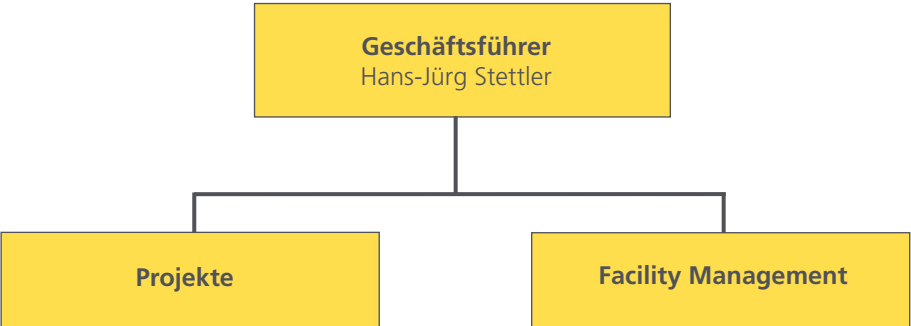 Geschäftsführer
Hans-Jürg Stettler
Projekte
Facility Management